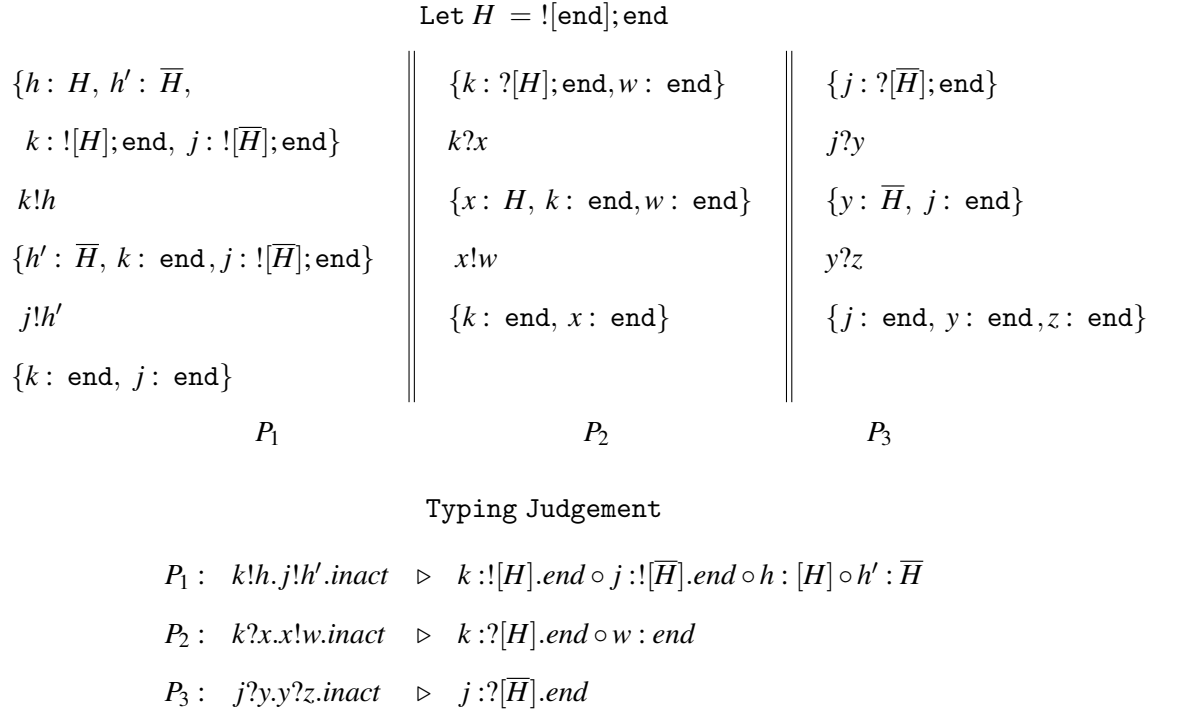 Let H = ![end];end
{h : H, h′ : H̅,
k : ![H];end, j : ![H̅];end}
k!h
{h′ : H̅, k : end, j : ![H̅];end}
j!h′
{k : end, j : end}
P₁
{k : ?[H];end, w : end}
k?x
{x : H, k : end, w : end}
x!w
{k : end, x : end}
P₂
{j : ?[H̅];end}
j?y
{y : H̅, j : end}
y?z
{j : end, y : end, z : end}
P₃
Typing Judgement
P₁ : k!h.j!h′.inact ▹ k :![H].end ∘ j :![H̅].end ∘ h : [H] ∘ h′ : H̅
P₂ : k?x.x!w.inact ▹ k :?[H].end ∘ w : end
P₃ : j?y.y?z.inact ▹ j :?[H̅].end